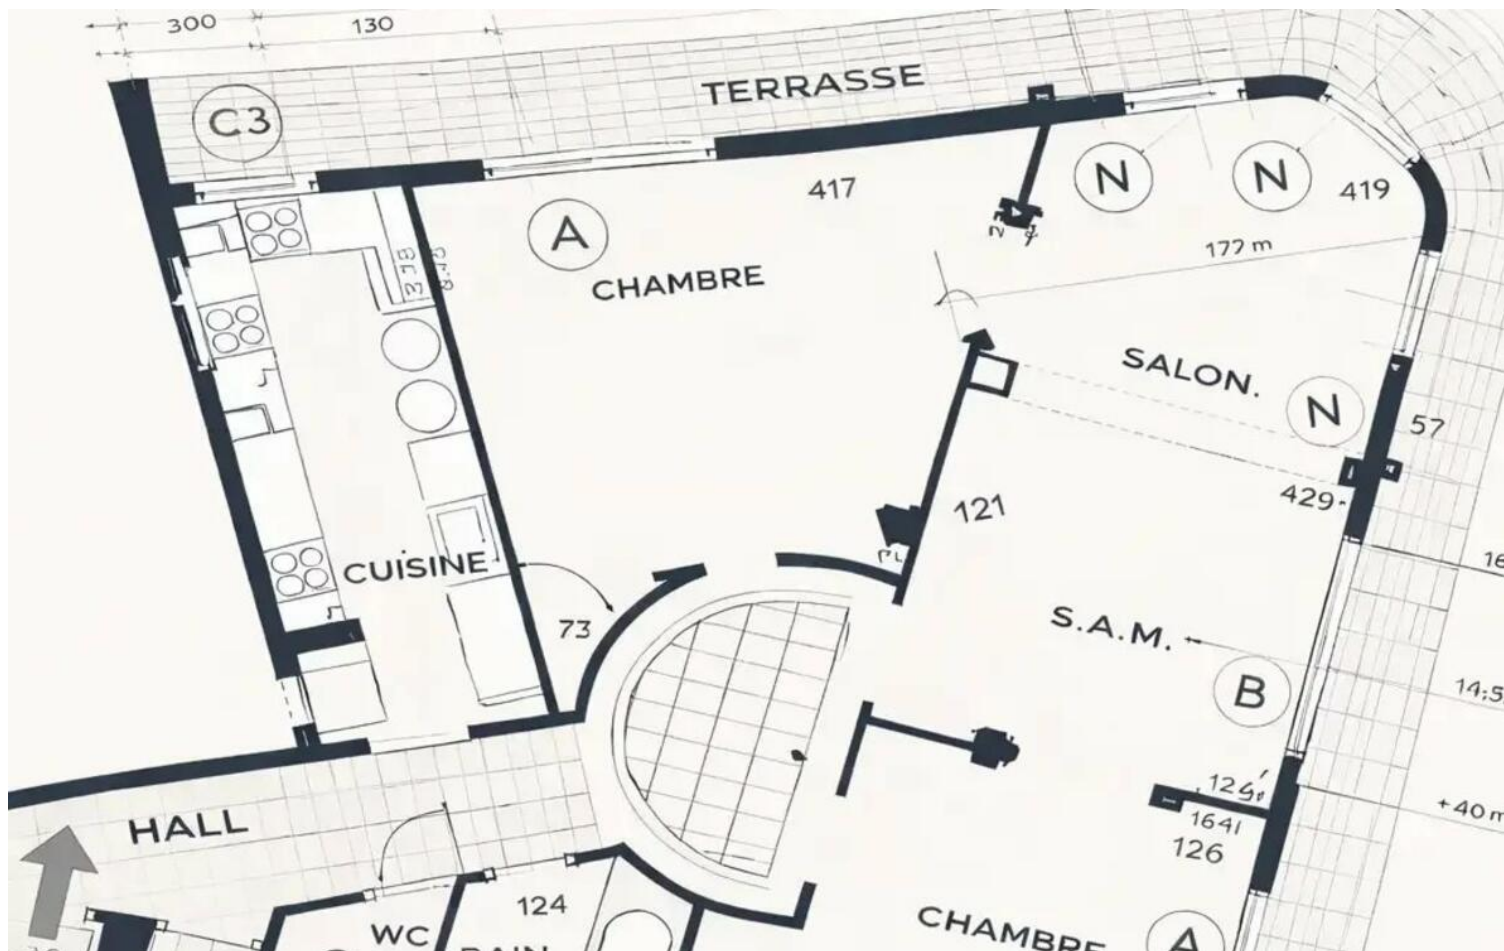 300
130
TERRASSE
C3
N
N
417
419
A
CHAMBRE
SALON.
N
57
429
121
CUISINE
73
S.A.M.
B
HALL
1641
126
+40 m
124
WC
CHAMBRE
A